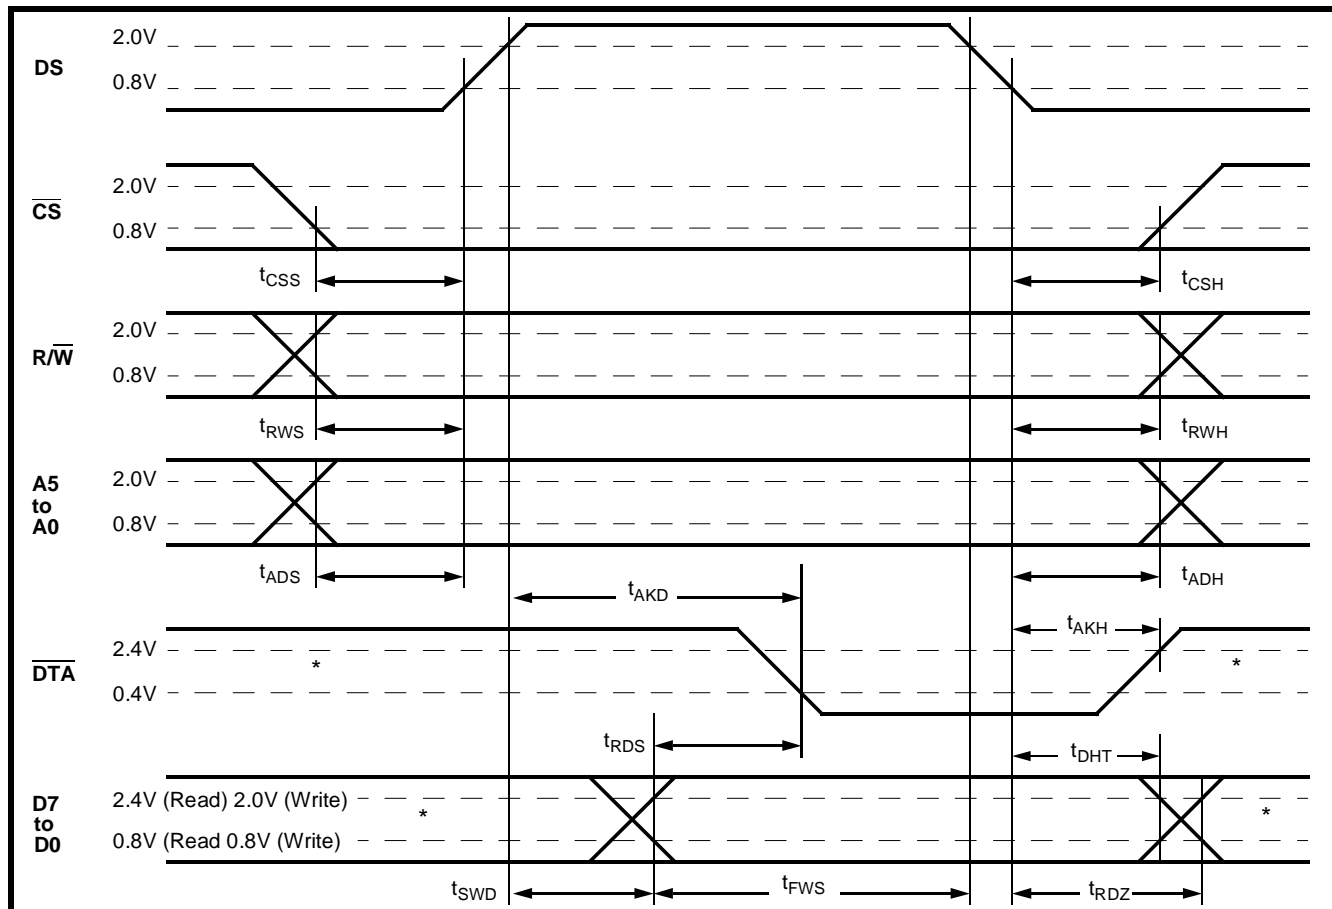 2.0V
DS
0.8V
2.0V
CS
0.8V
tCSS
tCSH
2.0V
R/W
0.8V
tRWS
tRWH
A5
to
A0
2.0V
0.8V
tADS
tAKD
tADH
tAKH
2.4V
DTA
*
*
0.4V
tRDS
tDHT
D7
to
D0
2.4V (Read) 2.0V (Write)
*
*
0.8V (Read 0.8V (Write)
tSWD
tFWS
tRDZ